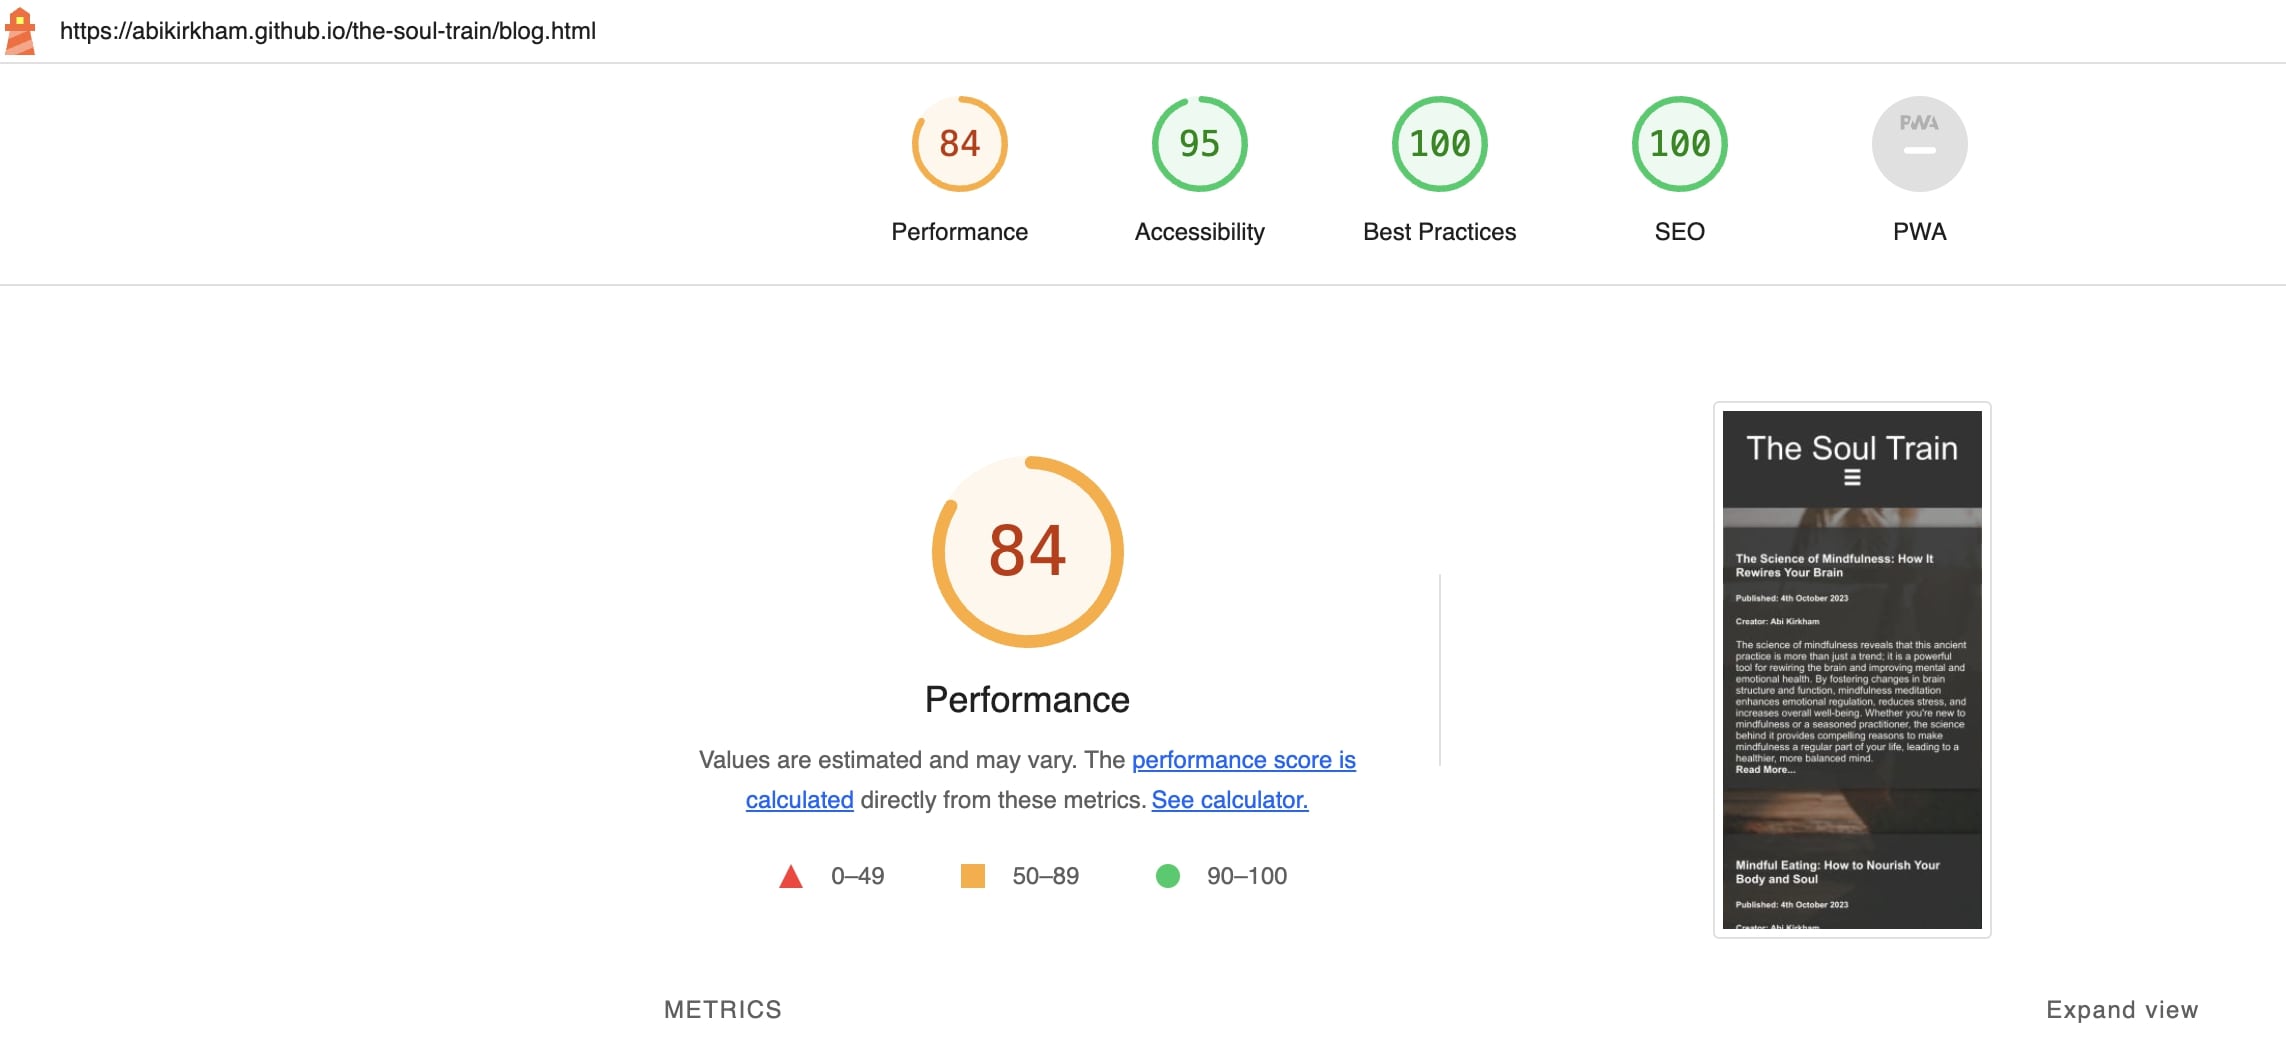 https://abikirkham.github.io/the-soul-train/blog.html
84
95
100
100
PWA
Performance
Accessibility
Best Practices
SEO
PWA
84
Performance
Values are estimated and may vary. The performance score is
calculated directly from these metrics. See calculator.
0–49
50–89
90–100
The Soul Train
The Science of Mindfulness: How It
Rewires Your Brain
Published: 4th October 2023
Creator: Abi Kirkham
The science of mindfulness reveals that this ancient
practice is more than just a trend; it is a powerful
tool for rewiring the brain and improving mental and
emotional health. By fostering changes in brain
structure and function, mindfulness meditation
enhances emotional regulation, reduces stress, and
increases overall well-being. Whether you're new to
mindfulness or a seasoned practitioner, the science
behind it provides compelling reasons to make
mindfulness a regular part of your life, leading to a
healthier, more balanced mind.
Read More...
Mindful Eating: How to Nourish Your
Body and Soul
Published: 4th October 2023
Creator: Abi Kirkham
METRICS
Expand view